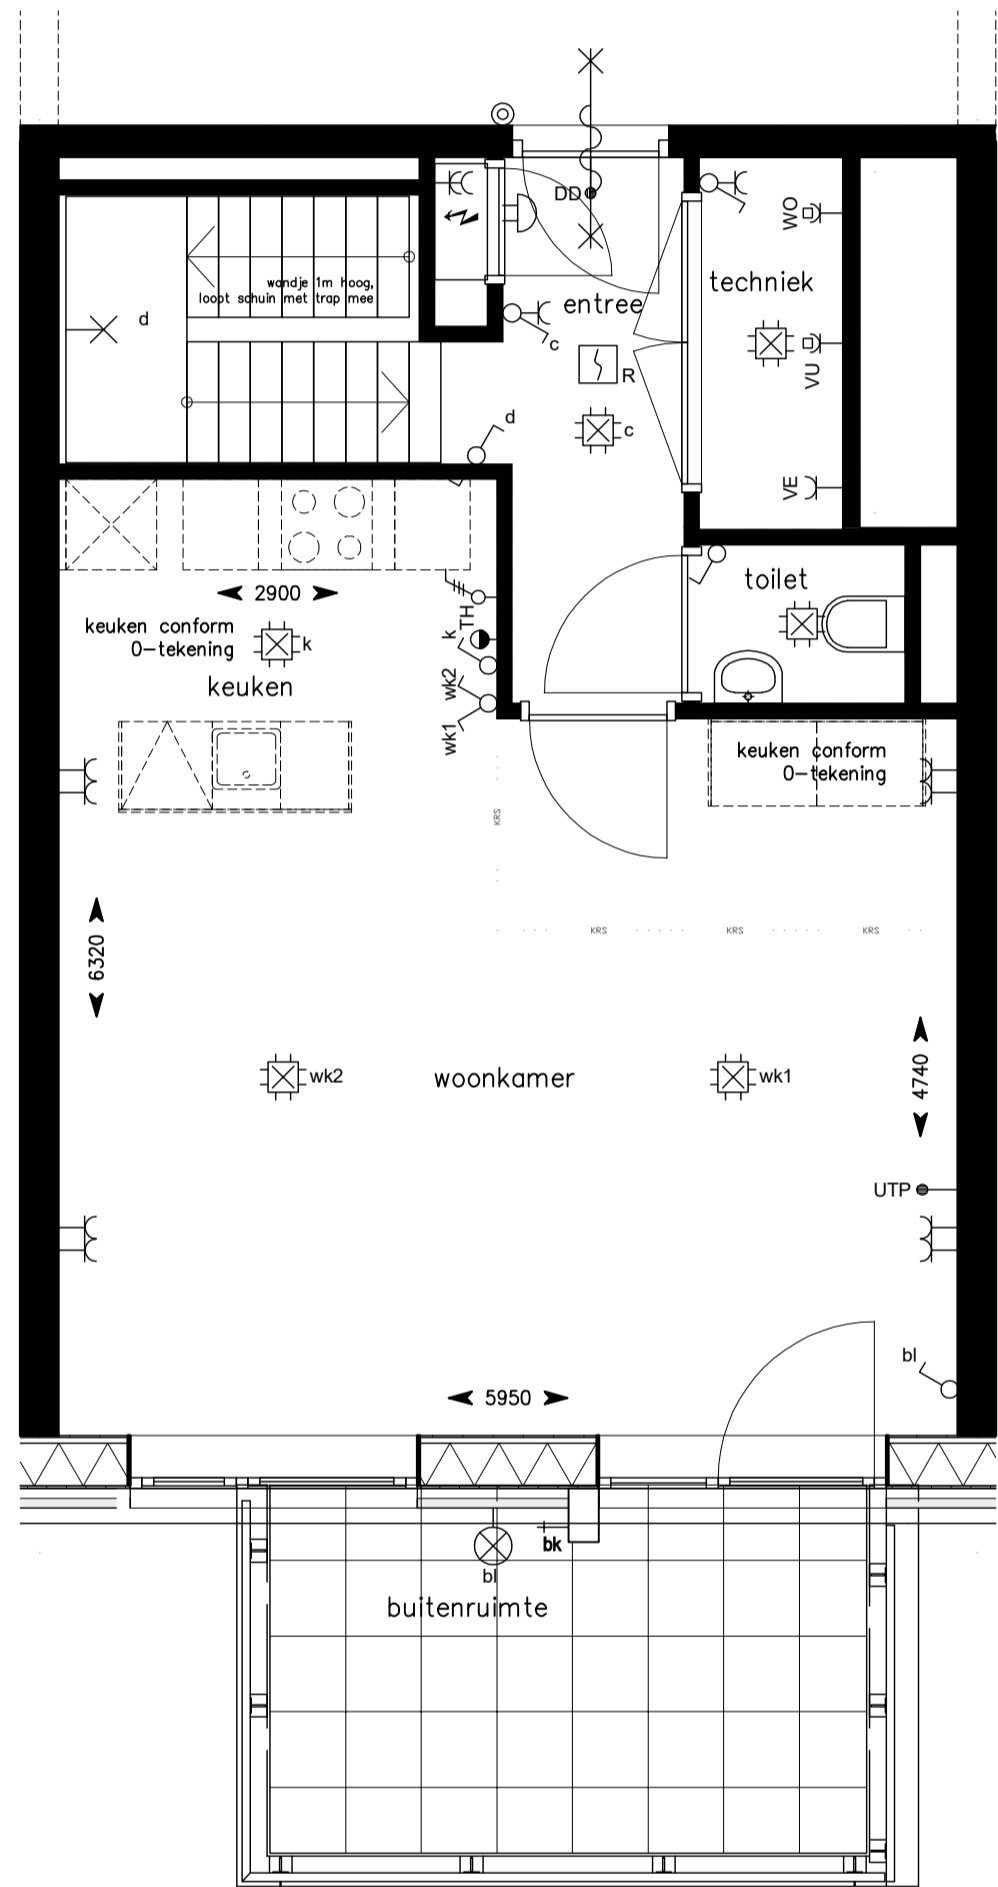 DD
WO
techniek
wandje 1m hoog,
loopt schuin met trap mee
d
entree
c
VU
R
c
d
VE
toilet
2900
keuken conform
0-tekening
k
TH
k
keuken
wk2
wk1
keuken conform
0-tekening
KRS
KRS
KRS
KRS
6320
wk2
woonkamer
wk1
4740
UTP
bl
5950
bk
bl
buitenruimte